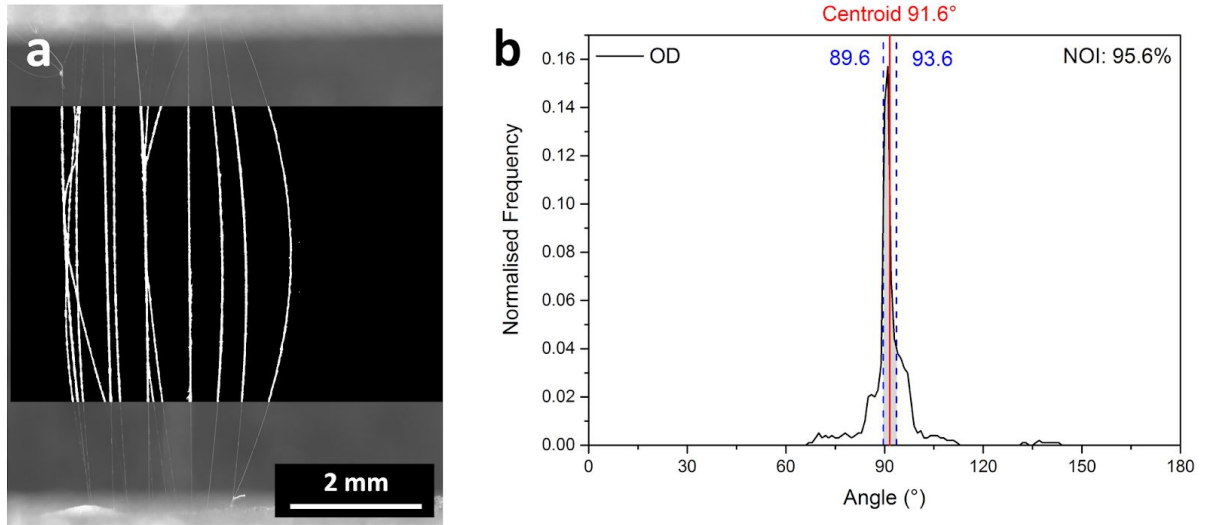 a
2 mm
b
Centroid 91.6°
89.6
93.6
OD
NOI: 95.6%
Normalised Frequency
0.16
0.14
0.12
0.10
0.08
0.06
0.04
0.02
0.00
0 30 60 90 120 150 180
Angle (°)